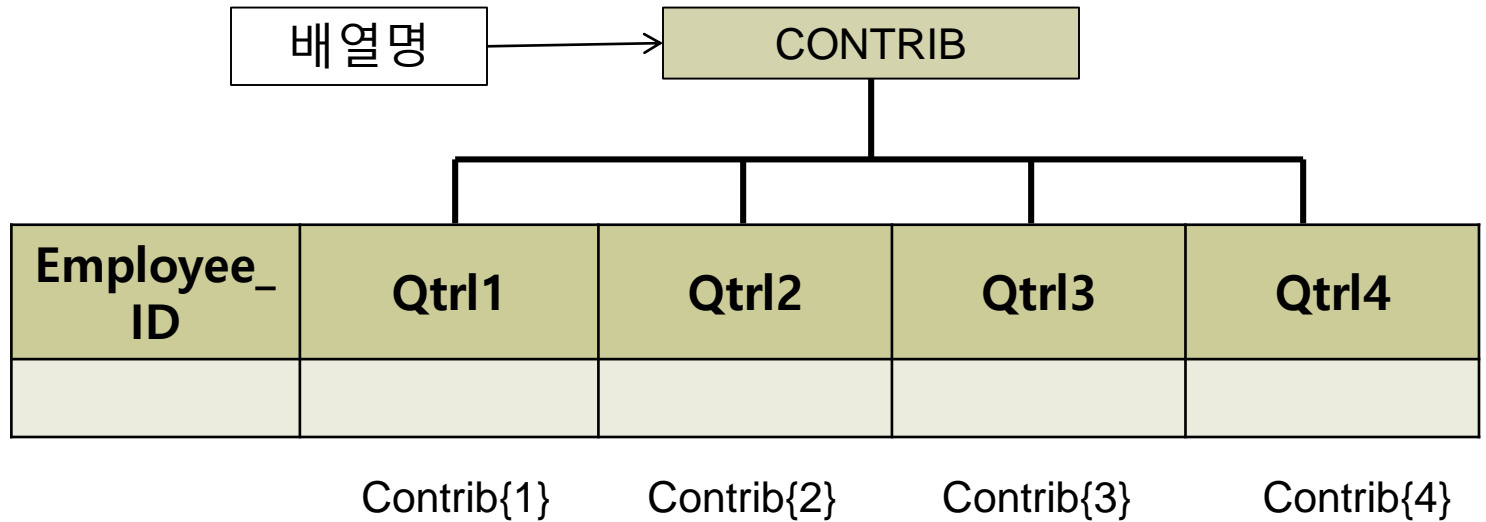 배열명
CONTRIB
Employee_
ID
Qtrl1
Qtrl2
Qtrl3
Qtrl4
Contrib{1}
Contrib{2}
Contrib{3}
Contrib{4}